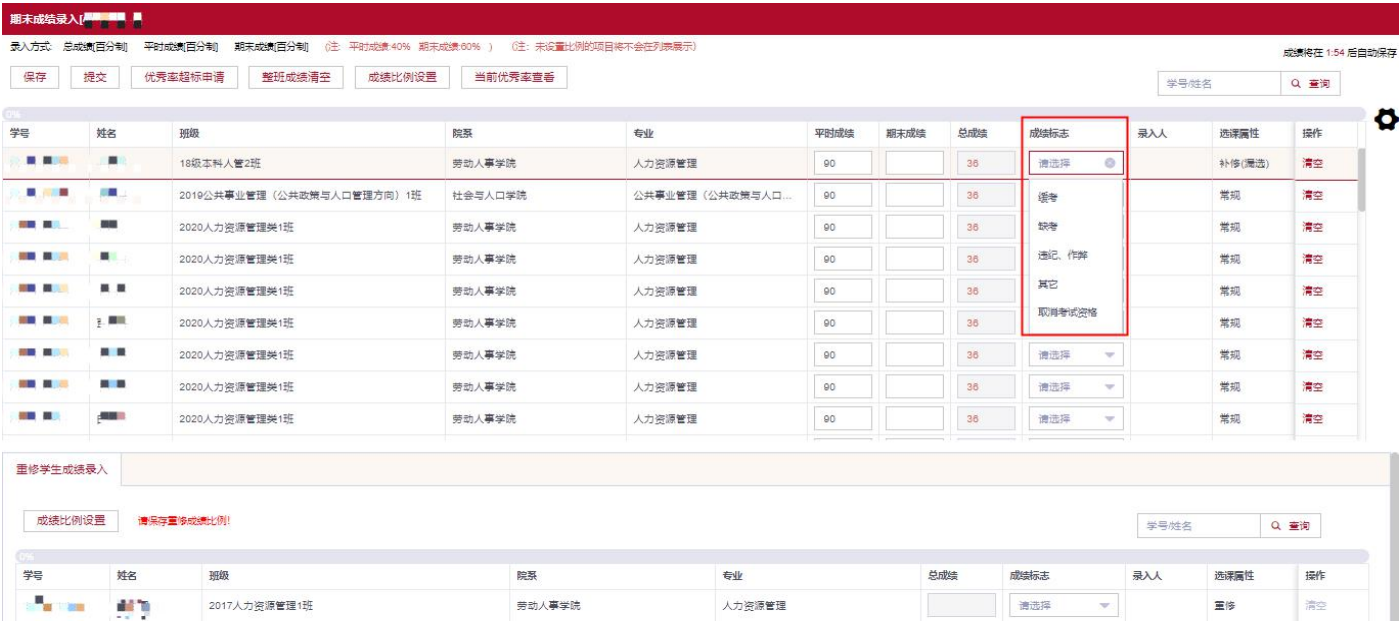 期末成绩录入[
录入方式: 总成绩[百分制] 平时成绩[百分制] 期末成绩[百分制] (注: 平时成绩:40% 期末成绩:60% ) (注: 未设置比例的项目将不会在列表展示)
成绩将在 1:54 后自动保存
保存 提交 优秀率超标申请 整班成绩清空 成绩比例设置 当前优秀率查看 学号/姓名 查询
0%
学号 姓名 班级 院系 专业 平时成绩 期末成绩 总成绩 成绩标志 录入人 选课属性 操作
18级本科人管2班 劳动人事学院 人力资源管理 90 36 请选择 补修(漏选) 清空
2019公共事业管理(公共政策与人口管理方向)1班 社会与人口学院 公共事业管理(公共政策与人口... 90 36 常规 清空
缓考
2020人力资源管理类1班 劳动人事学院 人力资源管理 90 36 常规 清空
缺考
2020人力资源管理类1班 劳动人事学院 人力资源管理 90 36 常规 清空
违纪、作弊
2020人力资源管理类1班 劳动人事学院 人力资源管理 90 36 常规 清空
其它
2020人力资源管理类1班 劳动人事学院 人力资源管理 90 36 常规 清空
取消考试资格
2020人力资源管理类1班 劳动人事学院 人力资源管理 90 36 请选择 常规 清空
2020人力资源管理类1班 劳动人事学院 人力资源管理 90 36 请选择 常规 清空
2020人力资源管理类1班 劳动人事学院 人力资源管理 90 36 请选择 常规 清空
重修学生成绩录入
成绩比例设置 请保存重修成绩比例! 学号/姓名 查询
0%
学号 姓名 班级 院系 专业 总成绩 成绩标志 录入人 选课属性 操作
2017人力资源管理1班 劳动人事学院 人力资源管理 请选择 重修 清空